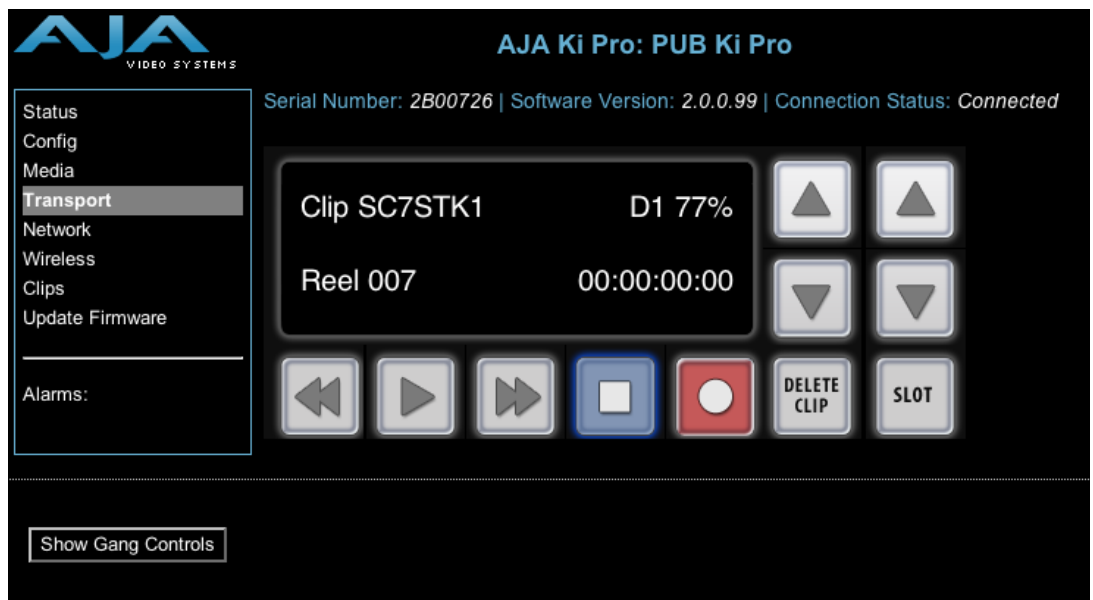 AJA
VIDEO SYSTEMS
AJA Ki Pro: PUB Ki Pro
Serial Number: 2B00726 | Software Version: 2.0.0.99 | Connection Status: Connected
Status
Config
Media
Transport
Network
Wireless
Clips
Update Firmware
Alarms:
Clip SC7STK1 D1 77%
Reel 007 00:00:00:00
DELETE
CLIP
SLOT
Show Gang Controls